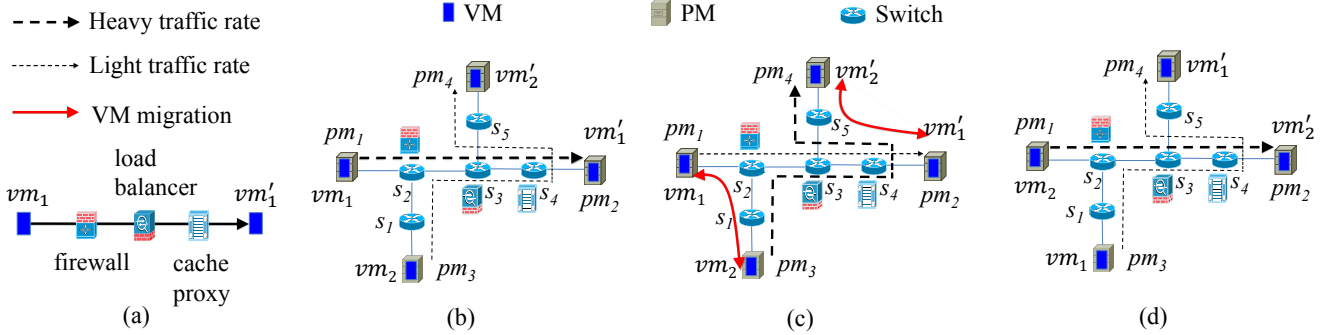 Heavy traffic rate
VM
PM
Switch
Light traffic rate
VM migration
load
balancer
vm₁
vm′₁
firewall
cache
proxy
(a)
pm₄
vm′₂
s₅
pm₁
vm′₁
vm₁
s₂
s₃
s₄
pm₂
s₁
vm₂
pm₃
(b)
pm₄
vm′₂
s₅
pm₁
vm′₁
vm₁
s₂
s₃
s₄
pm₂
s₁
vm₂
pm₃
(c)
pm₄
vm′₁
s₅
pm₁
vm′₂
vm₂
s₂
s₃
s₄
pm₂
s₁
vm₁
pm₃
(d)